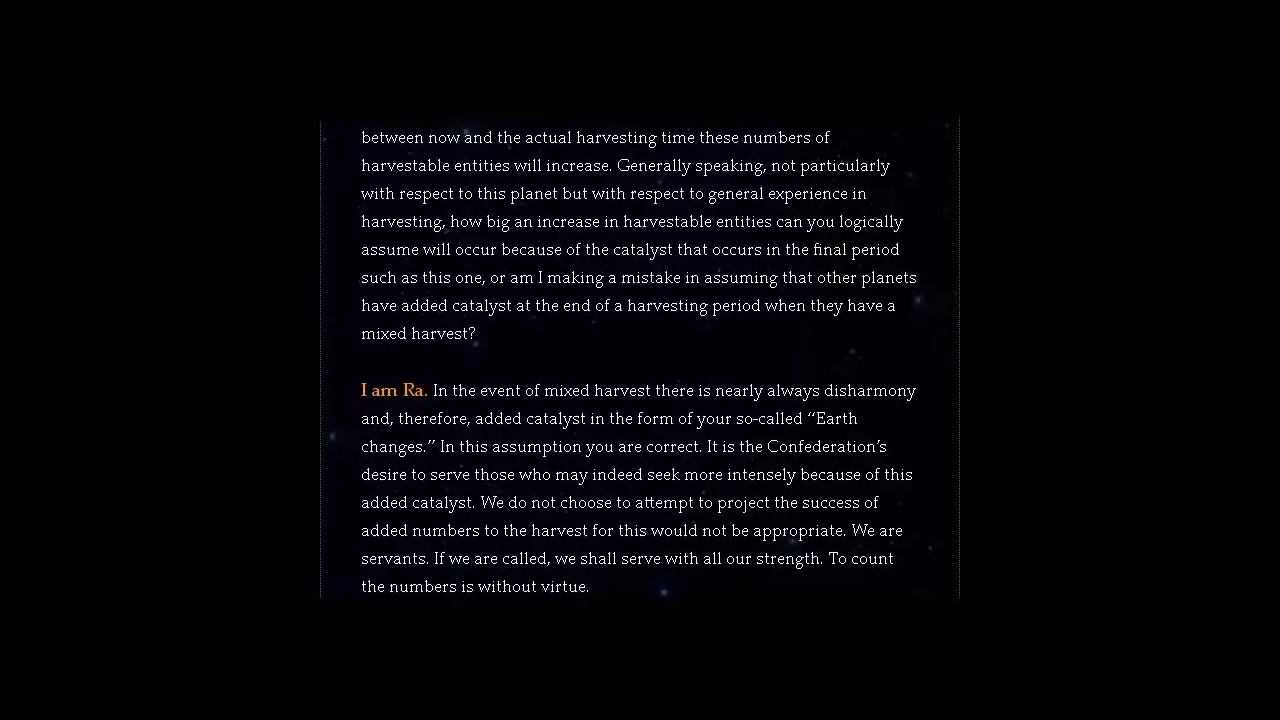 between now and the actual harvesting time these numbers of
harvestable entities will increase. Generally speaking, not particularly
with respect to this planet but with respect to general experience in
harvesting, how big an increase in harvestable entities can you logically
assume will occur because of the catalyst that occurs in the final period
such as this one, or am I making a mistake in assuming that other planets
have added catalyst at the end of a harvesting period when they have a
mixed harvest?
I am Ra. In the event of mixed harvest there is nearly always disharmony
and, therefore, added catalyst in the form of your so-called “Earth
changes.” In this assumption you are correct. It is the Confederation’s
desire to serve those who may indeed seek more intensely because of this
added catalyst. We do not choose to attempt to project the success of
added numbers to the harvest for this would not be appropriate. We are
servants. If we are called, we shall serve with all our strength. To count
the numbers is without virtue.